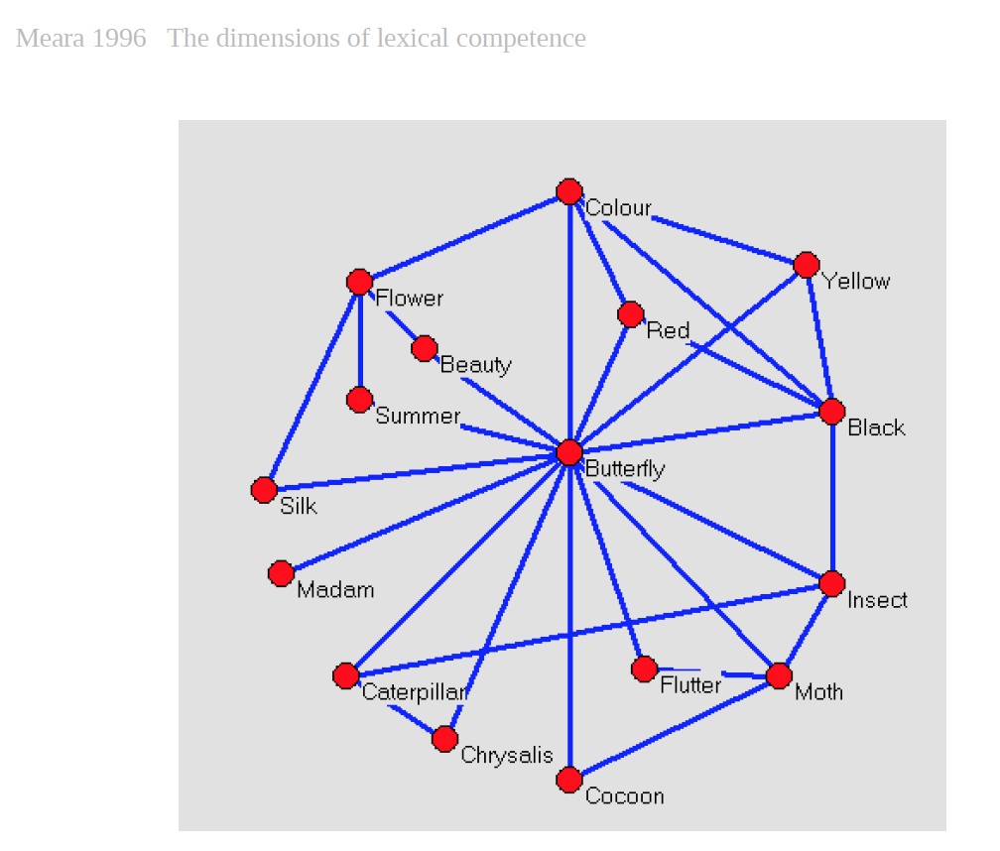 Meara 1996 The dimensions of lexical competence
Colour
Yellow
Flower
Red
Beauty
Summer
Black
Butterfly
Silk
Madam
Insect
Caterpillar
Flutter
Moth
Chrysalis
Cocoon